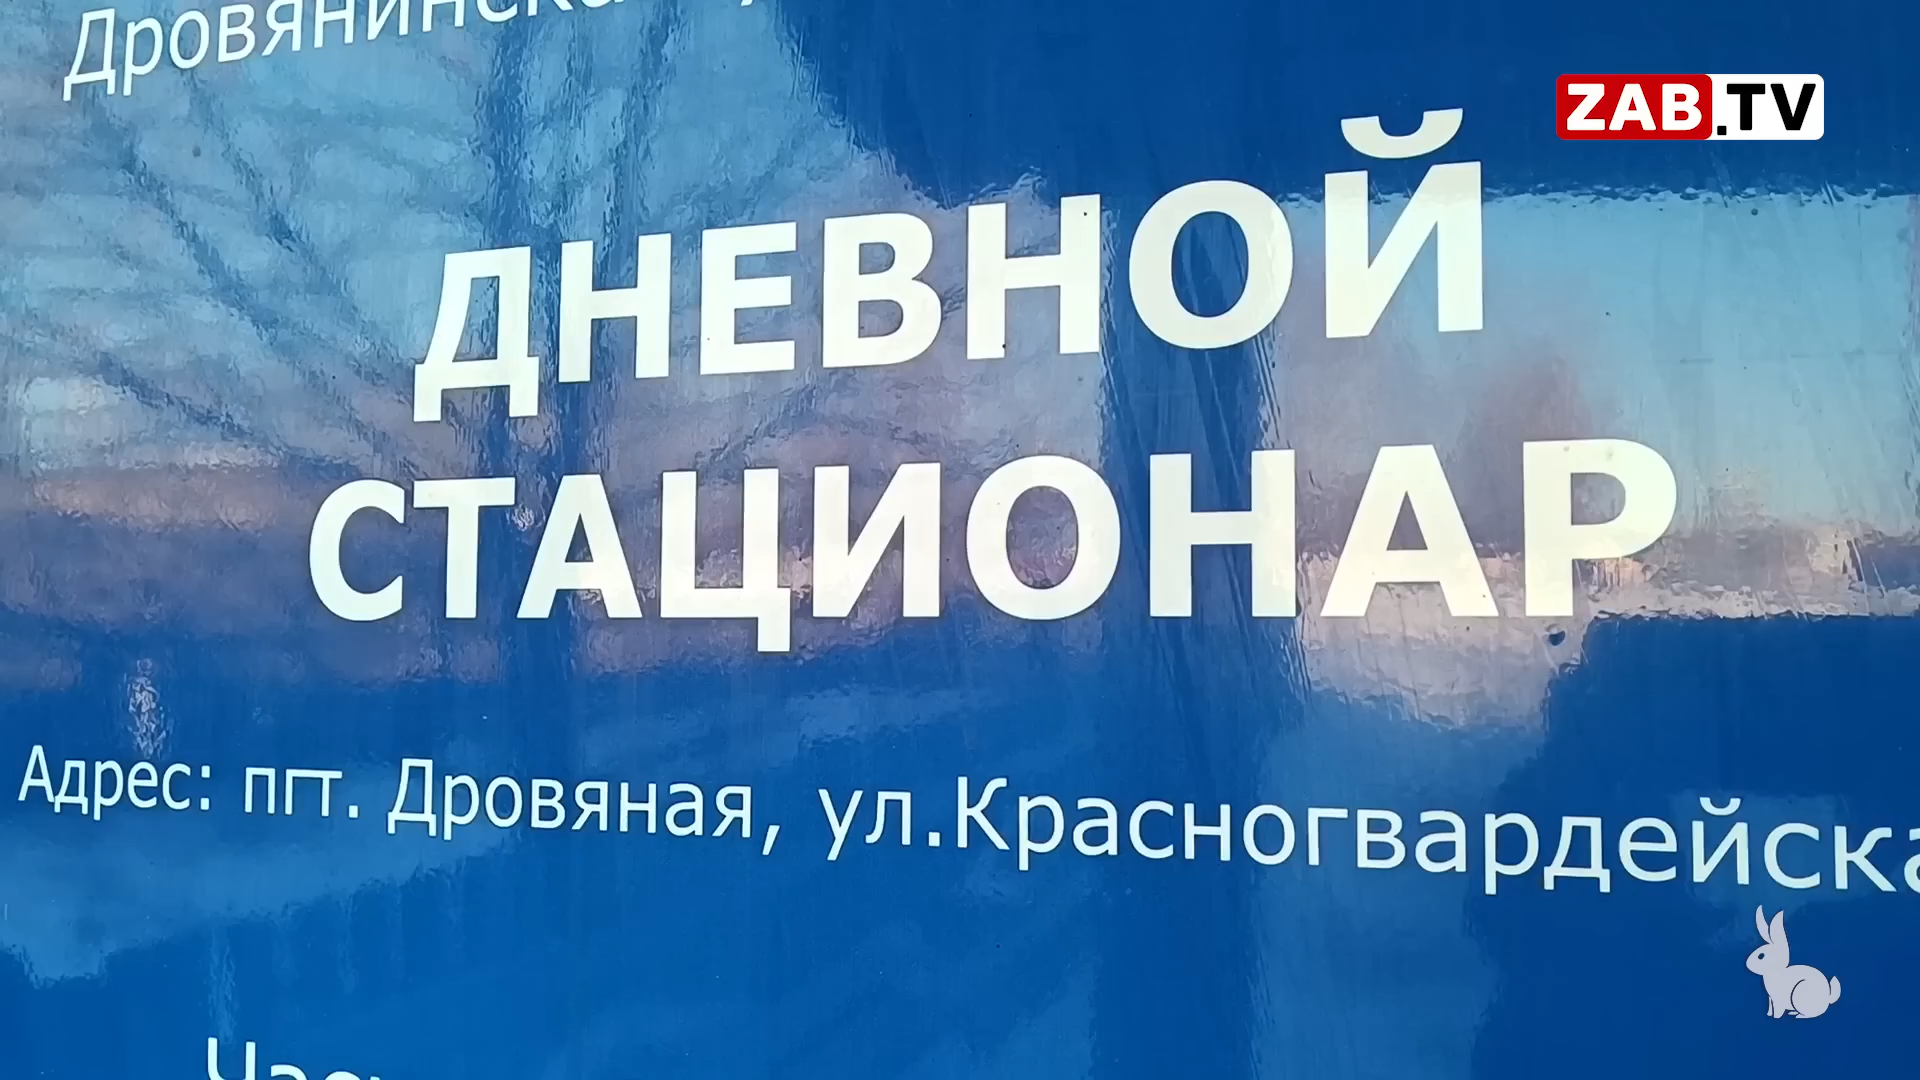 ZAB.TV
ДНЕВНОЙ
СТАЦИОНАР
Адрес: пгт. Дровяная, ул.Красногвардейска